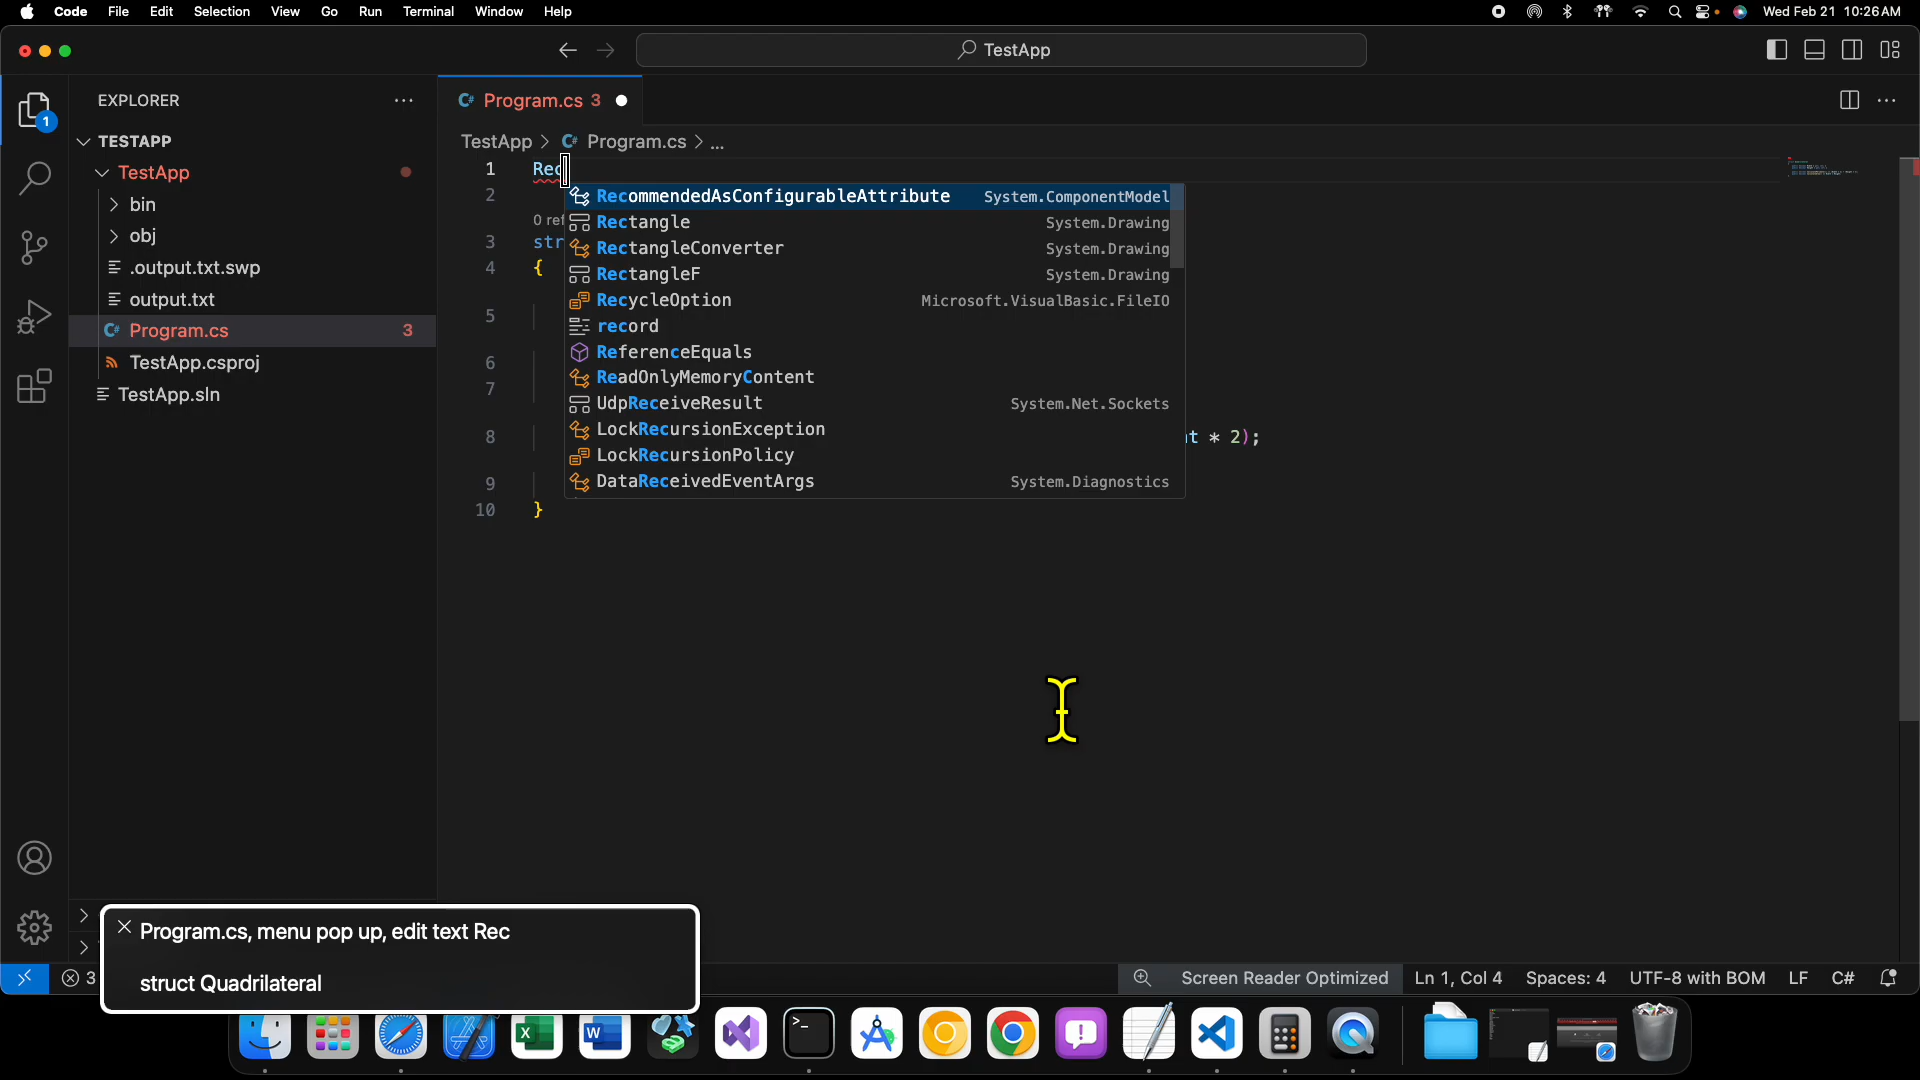 Code File Edit Selection View Go Run Terminal Window Help Wed Feb 21 10:26AM
TestApp
EXPLORER
Program.cs 3
TESTAPP
TestApp > Program.cs > ...
TestApp
bin
obj
.output.txt.swp
output.txt
Program.cs 3
TestApp.csproj
TestApp.sln
1 Rec
2
0 ref
3 str
4 {
5
6
7
8 t * 2);
9
10 }
RecommendedAsConfigurableAttribute System.ComponentModel
Rectangle System.Drawing
RectangleConverter System.Drawing
RectangleF System.Drawing
RecycleOption Microsoft.VisualBasic.FileIO
record
ReferenceEquals
ReadOnlyMemoryContent
UdpReceiveResult System.Net.Sockets
LockRecursionException
LockRecursionPolicy
DataReceivedEventArgs System.Diagnostics
1
Program.cs, menu pop up, edit text Rec
struct Quadrilateral
3 Screen Reader Optimized Ln 1, Col 4 Spaces: 4 UTF-8 with BOM LF C#